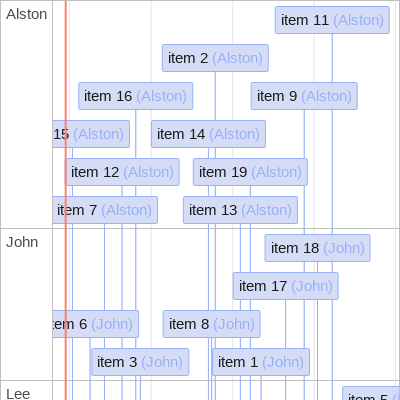 Alston
item 11 (Alston)
item 2 (Alston)
item 16 (Alston)
item 9 (Alston)
15 (Alston)
item 14 (Alston)
item 12 (Alston)
item 19 (Alston)
item 7 (Alston)
item 13 (Alston)
John
item 18 (John)
item 17 (John)
tem 6 (John)
item 8 (John)
item 3 (John)
item 1 (John)
Lee
item 5 (